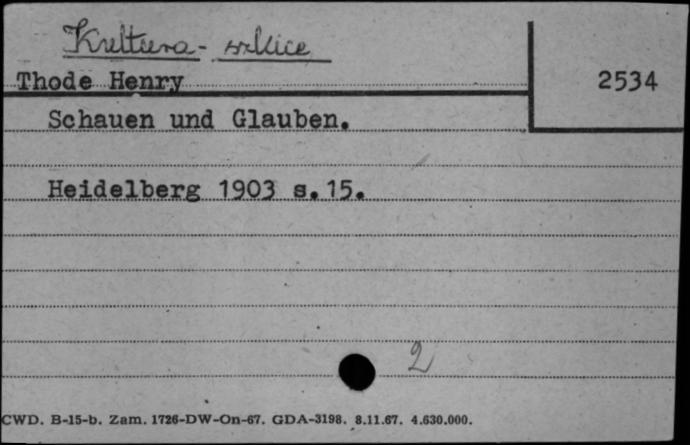 Kultura - szkice
Thode Henry
2534
Schauen und Glauben.
Heidelberg 1903 s.15.
2
CWD. B-15-b. Zam. 1726-DW-On-67. GDA-3198. 8.11.67. 4.630.000.